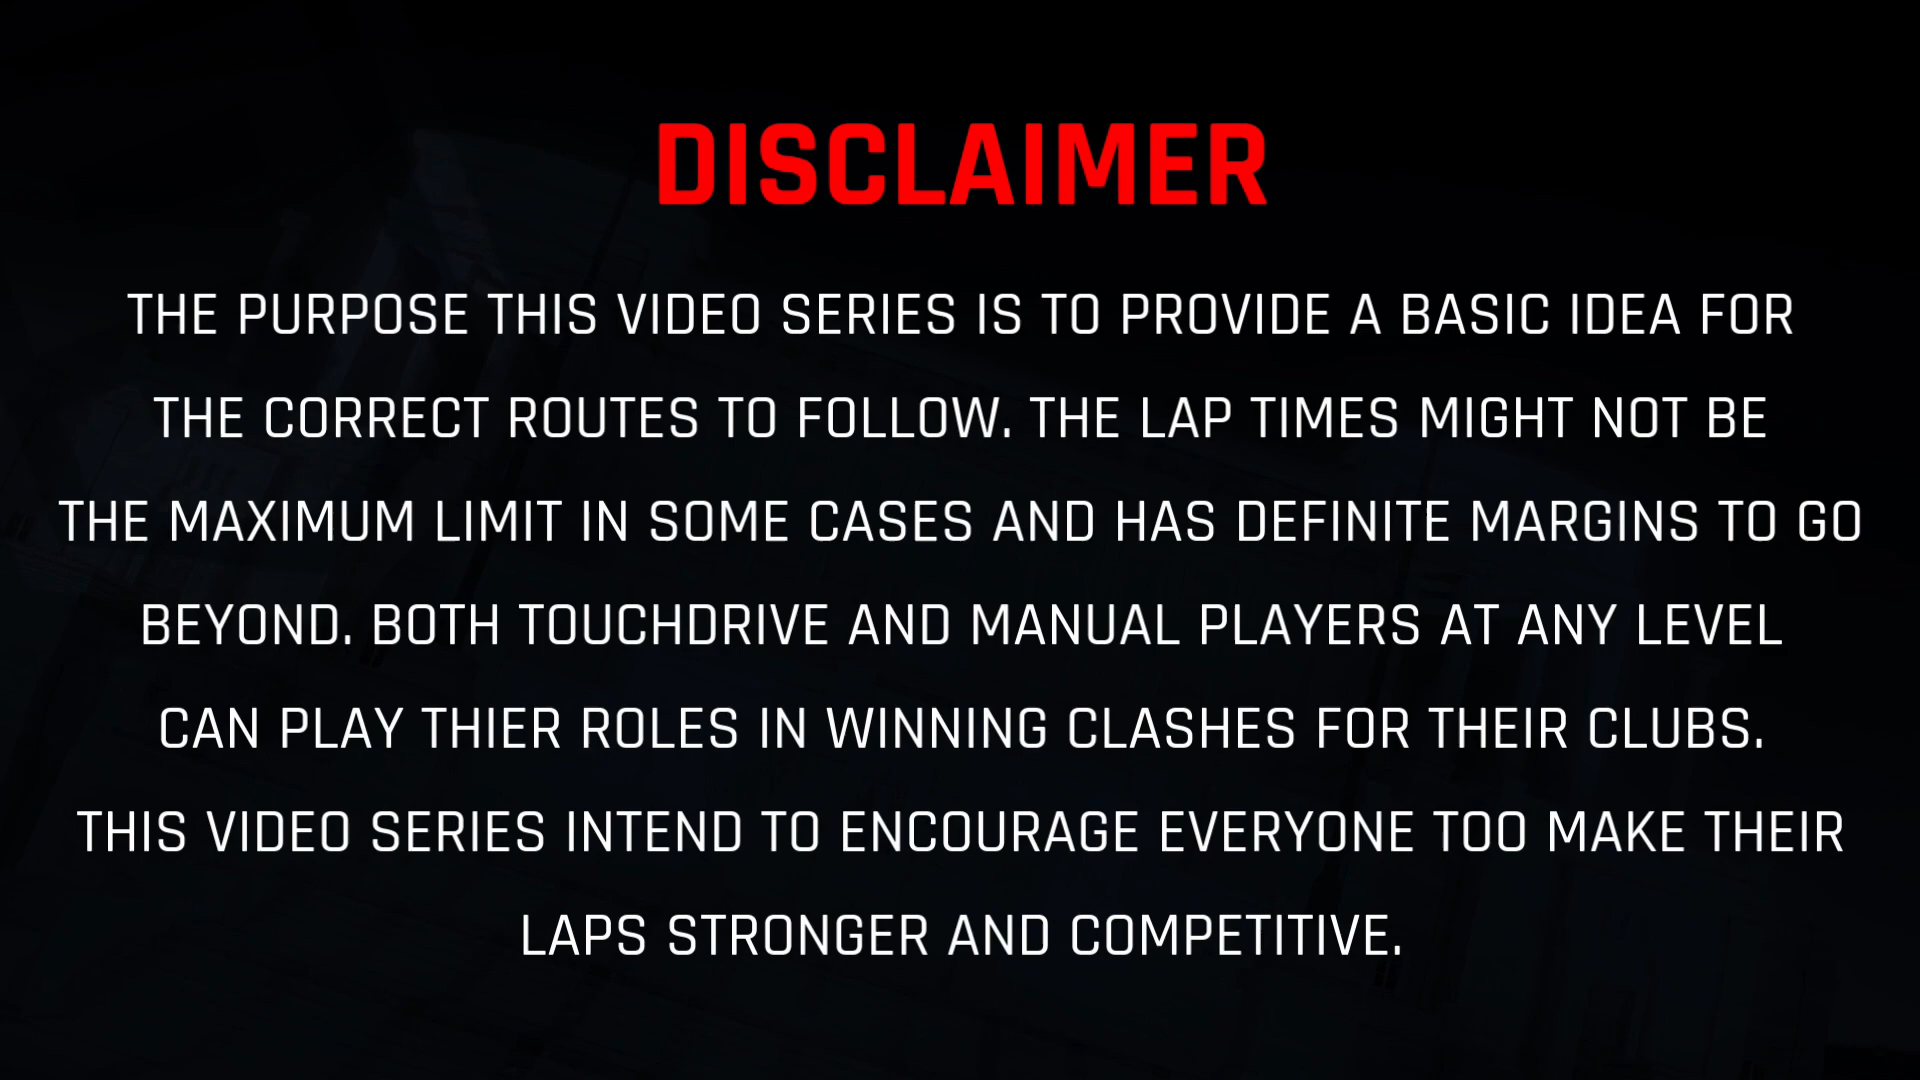 DISCLAIMER
THE PURPOSE THIS VIDEO SERIES IS TO PROVIDE A BASIC IDEA FOR
THE CORRECT ROUTES TO FOLLOW. THE LAP TIMES MIGHT NOT BE
THE MAXIMUM LIMIT IN SOME CASES AND HAS DEFINITE MARGINS TO GO
BEYOND. BOTH TOUCHDRIVE AND MANUAL PLAYERS AT ANY LEVEL
CAN PLAY THIER ROLES IN WINNING CLASHES FOR THEIR CLUBS.
THIS VIDEO SERIES INTEND TO ENCOURAGE EVERYONE TOO MAKE THEIR
LAPS STRONGER AND COMPETITIVE.